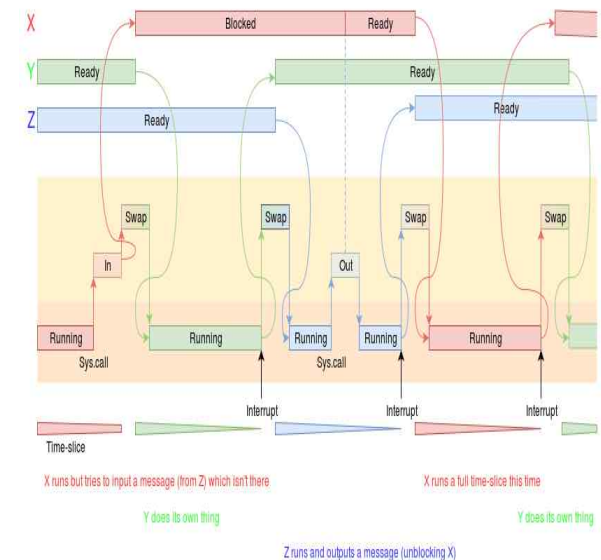 X
Blocked
Ready
Y
Ready
Ready
Z
Ready
Ready
Swap
Swap
Swap
Swap
In
Out
Running
Running
Running
Running
Running
Sys.call
Sys.call
Interrupt
Interrupt
Interrupt
Time-slice
X runs but tries to input a message (from Z) which isn't there
X runs a full time-slice this time
Y does its own thing
Y does its own thing
Z runs and outputs a message (unblocking X)